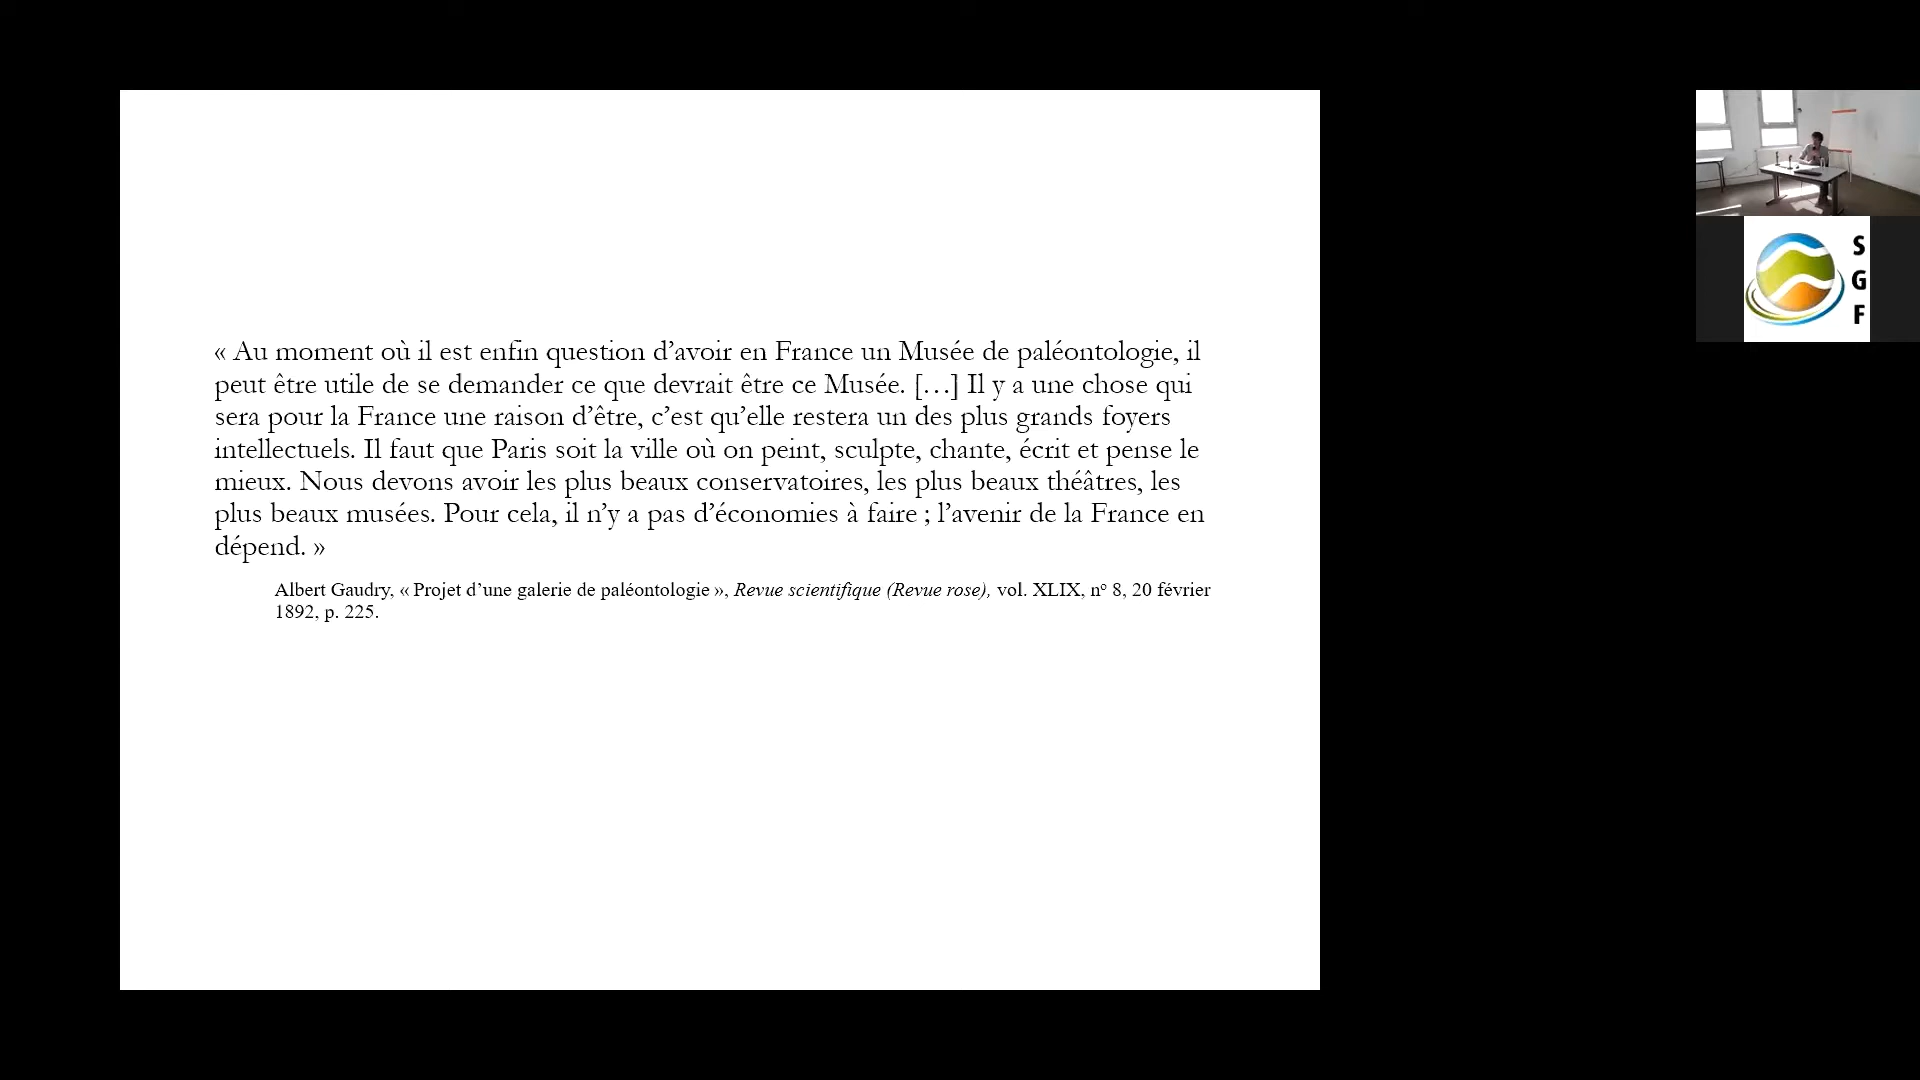 « Au moment où il est enfin question d’avoir en France un Musée de paléontologie, il
peut être utile de se demander ce que devrait être ce Musée. […] Il y a une chose qui
sera pour la France une raison d’être, c’est qu’elle restera un des plus grands foyers
intellectuels. Il faut que Paris soit la ville où on peint, sculpte, chante, écrit et pense le
mieux. Nous devons avoir les plus beaux conservatoires, les plus beaux théâtres, les
plus beaux musées. Pour cela, il n’y a pas d’économies à faire ; l’avenir de la France en
dépend. »
Albert Gaudry, « Projet d’une galerie de paléontologie », Revue scientifique (Revue rose), vol. XLIX, nº 8, 20 février
1892, p. 225.
S
G
F